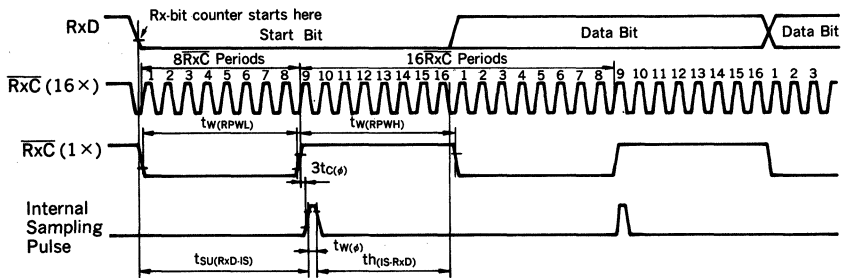 Rx-bit counter starts here
RxD
Start Bit
Data Bit
Data Bit
8RxC Periods
16RxC Periods
RxC (16×)
1 2 3 4 5 6 7 8 9 10 11 12 13 14 15 16 1 2 3 4 5 6 7 8 9 10 11 12 13 14 15 16 1 2 3
tW(RPWL)
tW(RPWH)
RxC (1×)
3tC(ø)
Internal
Sampling
Pulse
tW(ø)
tSU(RxD·IS)
th(IS·RxD)